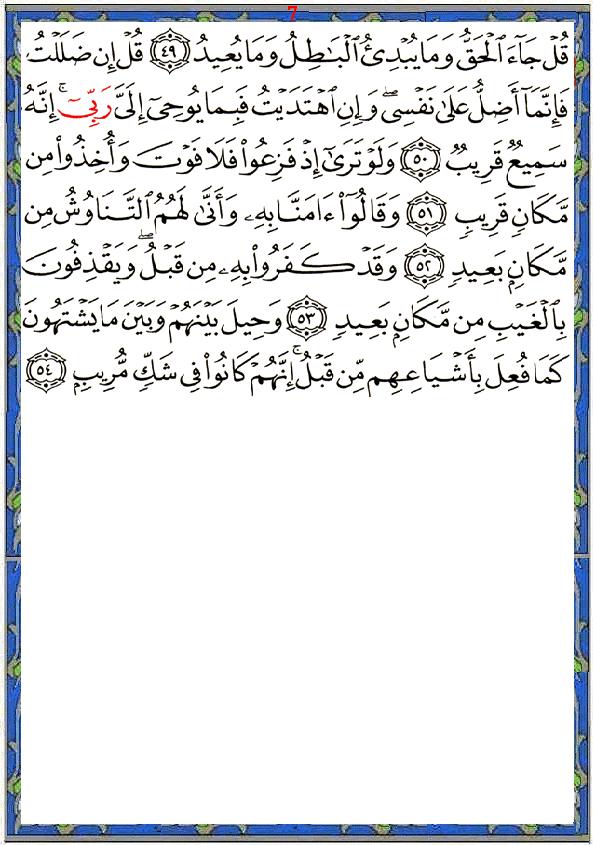 7
قُلْ جَآءَ ٱلْحَقُّ وَمَا يُبْدِئُ ٱلْبَٰطِلُ وَمَا يُعِيدُ ٤٩ قُلْ إِن ضَلَلْتُ
فَإِنَّمَآ أَضِلُّ عَلَىٰ نَفْسِى ۖ وَإِنِ ٱهْتَدَيْتُ فَبِمَا يُوحِىٓ إِلَىَّ رَبِّىٓ ۚ إِنَّهُۥ
سَمِيعٌ قَرِيبٌ ٥٠ وَلَوْ تَرَىٰٓ إِذْ فَزِعُوا۟ فَلَا فَوْتَ وَأُخِذُوا۟ مِن
مَّكَانٍ قَرِيبٍ ٥١ وَقَالُوٓا۟ ءَامَنَّا بِهِۦ وَأَنَّىٰ لَهُمُ ٱلتَّنَاوُشُ مِن
مَّكَانٍۭ بَعِيدٍ ٥٢ وَقَدْ كَفَرُوا۟ بِهِۦ مِن قَبْلُ ۖ وَيَقْذِفُونَ
بِٱلْغَيْبِ مِن مَّكَانٍۭ بَعِيدٍ ٥٣ وَحِيلَ بَيْنَهُمْ وَبَيْنَ مَا يَشْتَهُونَ
كَمَا فُعِلَ بِأَشْيَاعِهِم مِّن قَبْلُ ۚ إِنَّهُمْ كَانُوا۟ فِى شَكٍّ مُّرِيبٍۭ ٥٤